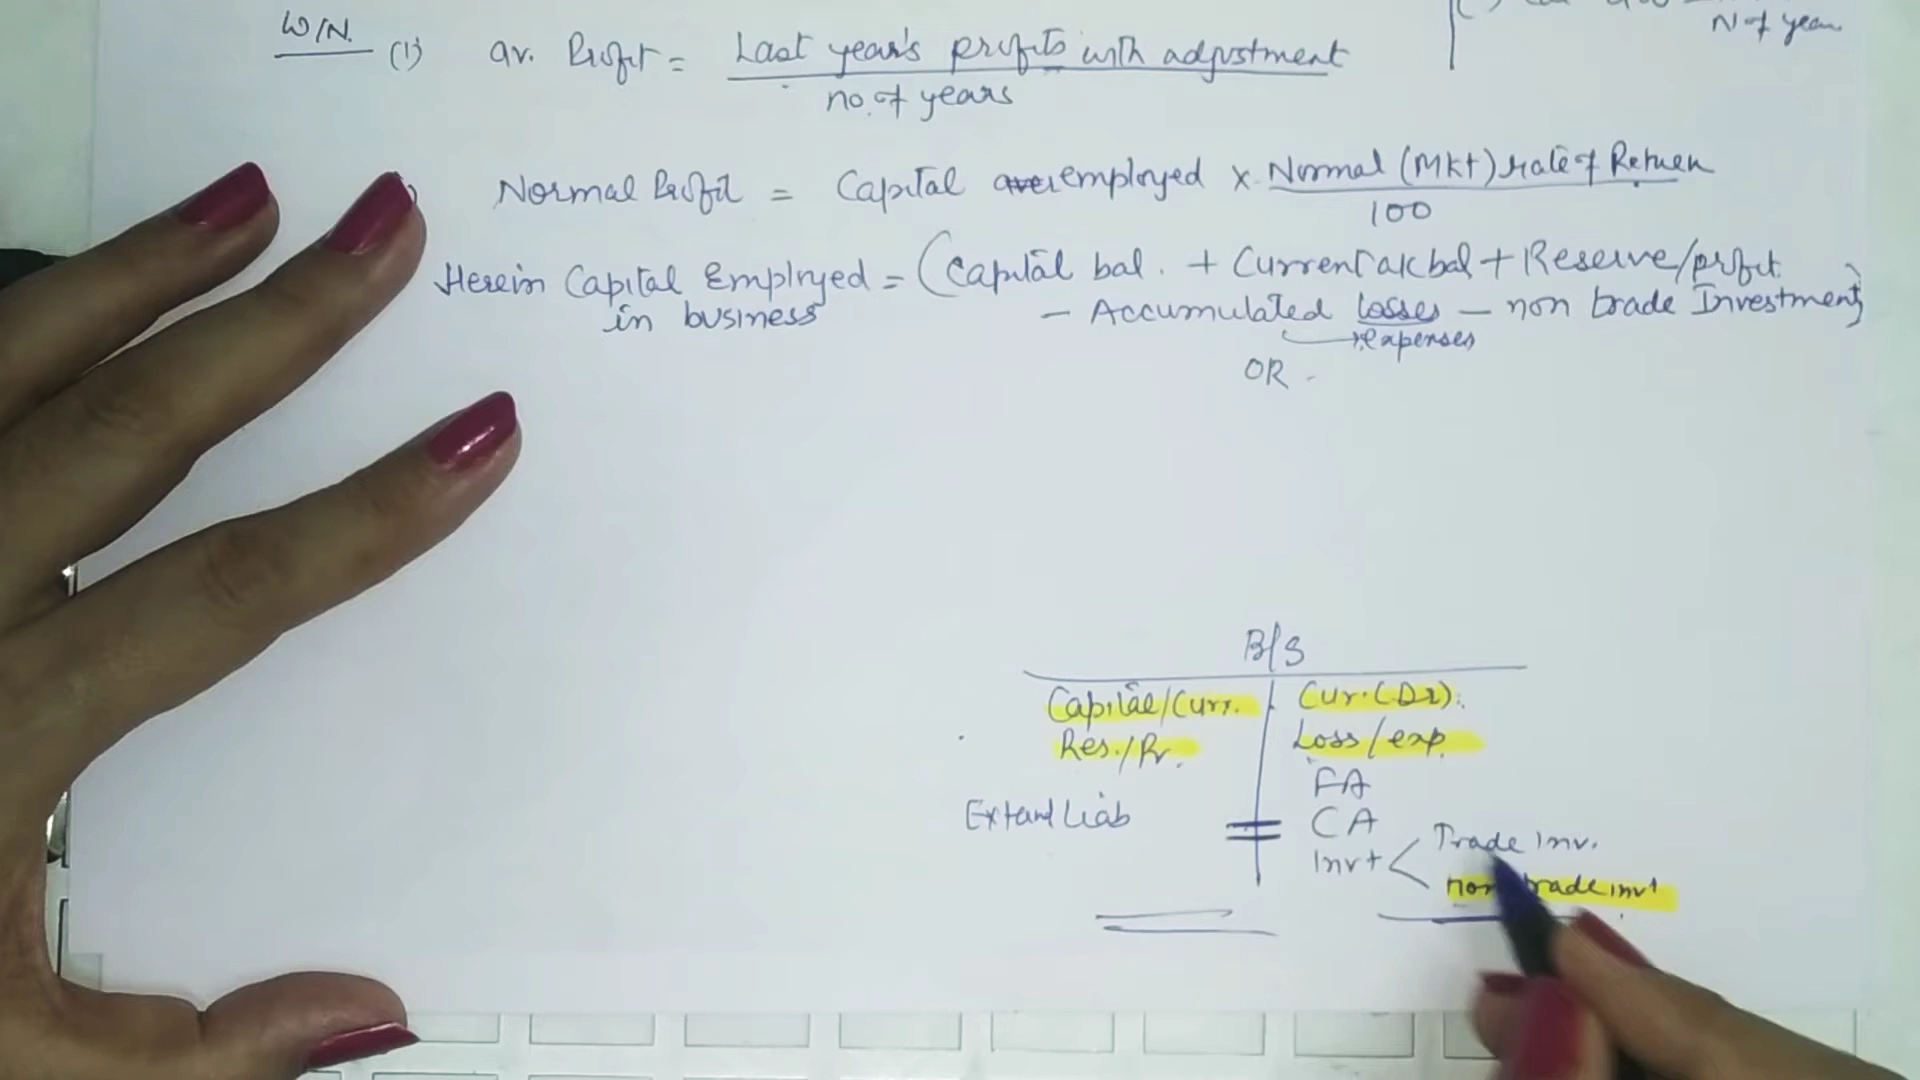 W/N. (1) av. Profit = Last year's profits with adjustment
no. of years
N of year
Normal Profit = Capital employed x Normal (Mkt) rate of Return
100
Herein Capital Employed = (Capital bal. + Current a/c bal + Reserve/profit
in business - Accumulated losses - non trade Investment)
expenses
OR
B/S
Capital/Curr. Cur.(Dr).
Res./Pr. Loss/exp.
FA
Extand Liab CA
Invt Trade Inv.
non trade invt